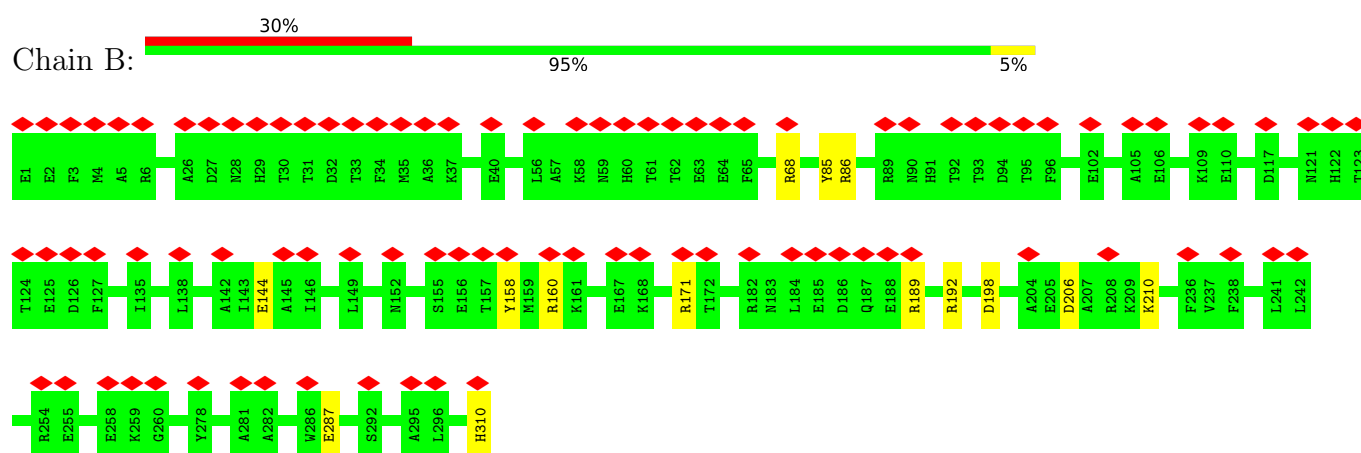 30%
Chain B:
95% 5%
E1 E2 F3 M4 A5 R6 A26 D27 N28 H29 T30 T31 D32 T33 F34 M35 A36 K37 E40 L56 A57 K58 N59 H60 T61 T62 E63 E64 F65 R68 Y85 R86 R89 N90 H91 T92 T93 D94 T95 F96 E102 A105 E106 K109 E110 D117 N121 H122 T123
T124 E125 D126 F127 I135 L138 A142 I143 E144 A145 I146 L149 N152 S155 E156 T157 Y158 M159 R160 K161 E167 K168 R171 T172 R182 N183 L184 E185 D186 Q187 E188 R189 R192 D198 A204 E205 D206 A207 R208 K209 K210 F236 V237 F238 L241 L242
R254 E255 E258 K259 G260 Y278 A281 A282 W286 E287 S292 A295 L296 H310